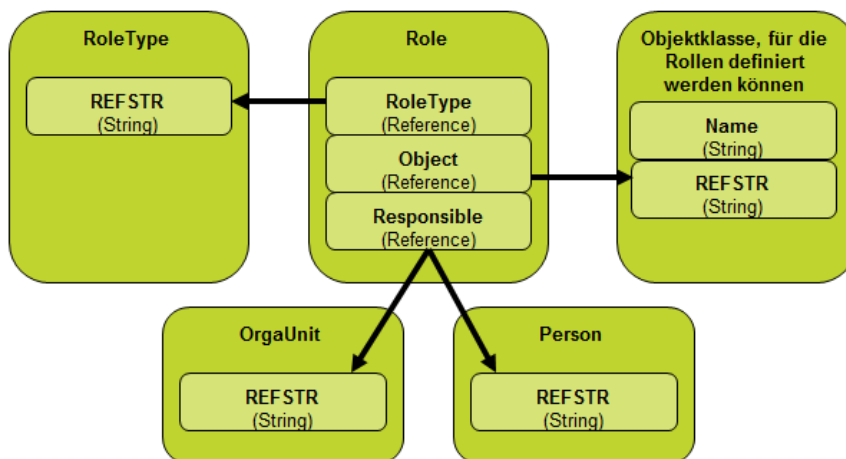 RoleType
REFSTR
(String)
Role
RoleType
(Reference)
Object
(Reference)
Responsible
(Reference)
Objektklasse, für die
Rollen definiert
werden können
Name
(String)
REFSTR
(String)
OrgaUnit
REFSTR
(String)
Person
REFSTR
(String)